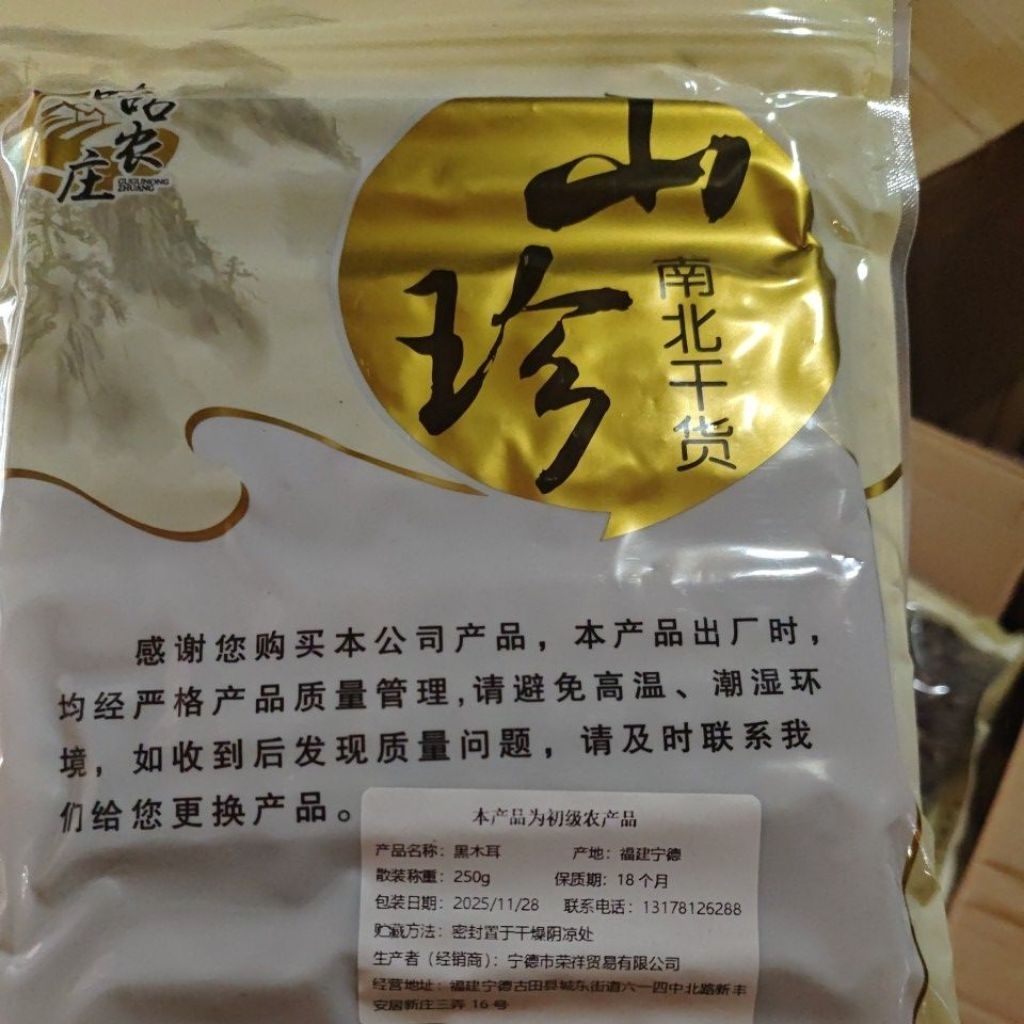 品
农
庄
GUGUNONG
ZHUANG
山
珍
南北干货
感谢您购买本公司产品，本产品出厂时，
均经严格产品质量管理,请避免高温、潮湿环
境，如收到后发现质量问题，请及时联系我
们给您更换产品。
本产品为初级农产品
产品名称：黑木耳 产地：福建宁德
散装称重：250g 保质期：18个月
包装日期：2025/11/28 联系电话：13178126288
贮藏方法：密封置于干燥阴凉处
生产者（经销商）：宁德市荣祥贸易有限公司
经营地址：福建宁德古田县城东街道六一四中北路新丰
安居新庄三弄 16 号